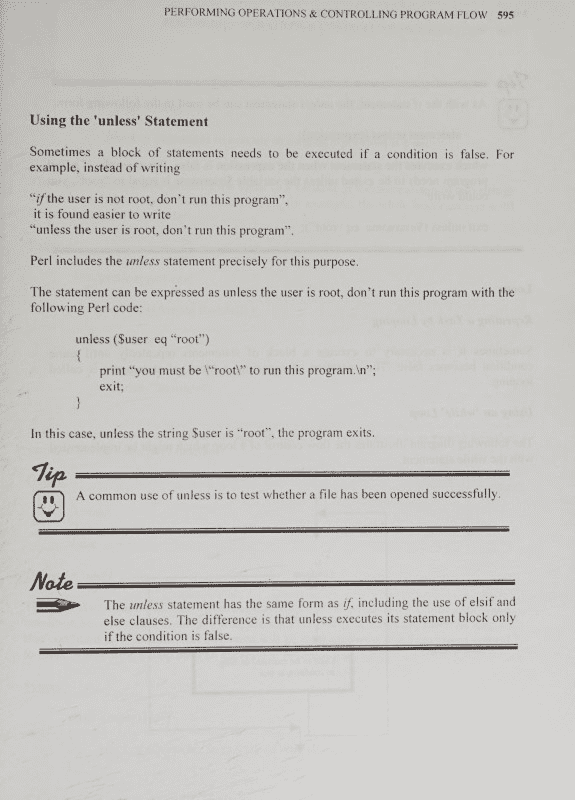 PERFORMING OPERATIONS & CONTROLLING PROGRAM FLOW 595
Using the 'unless' Statement
Sometimes a block of statements needs to be executed if a condition is false. For
example, instead of writing
“if the user is not root, don’t run this program”,
it is found easier to write
“unless the user is root, don’t run this program”.
Perl includes the unless statement precisely for this purpose.
The statement can be expressed as unless the user is root, don’t run this program with the
following Perl code:
unless ($user eq “root”)
{
print “you must be \“root\” to run this program.\n”;
exit;
}
In this case, unless the string $user is “root”, the program exits.
Tip
A common use of unless is to test whether a file has been opened successfully.
Note
The unless statement has the same form as if, including the use of elsif and
else clauses. The difference is that unless executes its statement block only
if the condition is false.